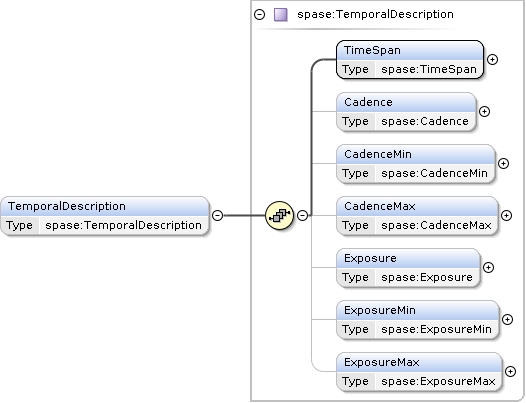 spase:TemporalDescription
TimeSpan
Type spase:TimeSpan
Cadence
Type spase:Cadence
CadenceMin
Type spase:CadenceMin
TemporalDescription
Type spase:TemporalDescription
CadenceMax
Type spase:CadenceMax
Exposure
Type spase:Exposure
ExposureMin
Type spase:ExposureMin
ExposureMax
Type spase:ExposureMax